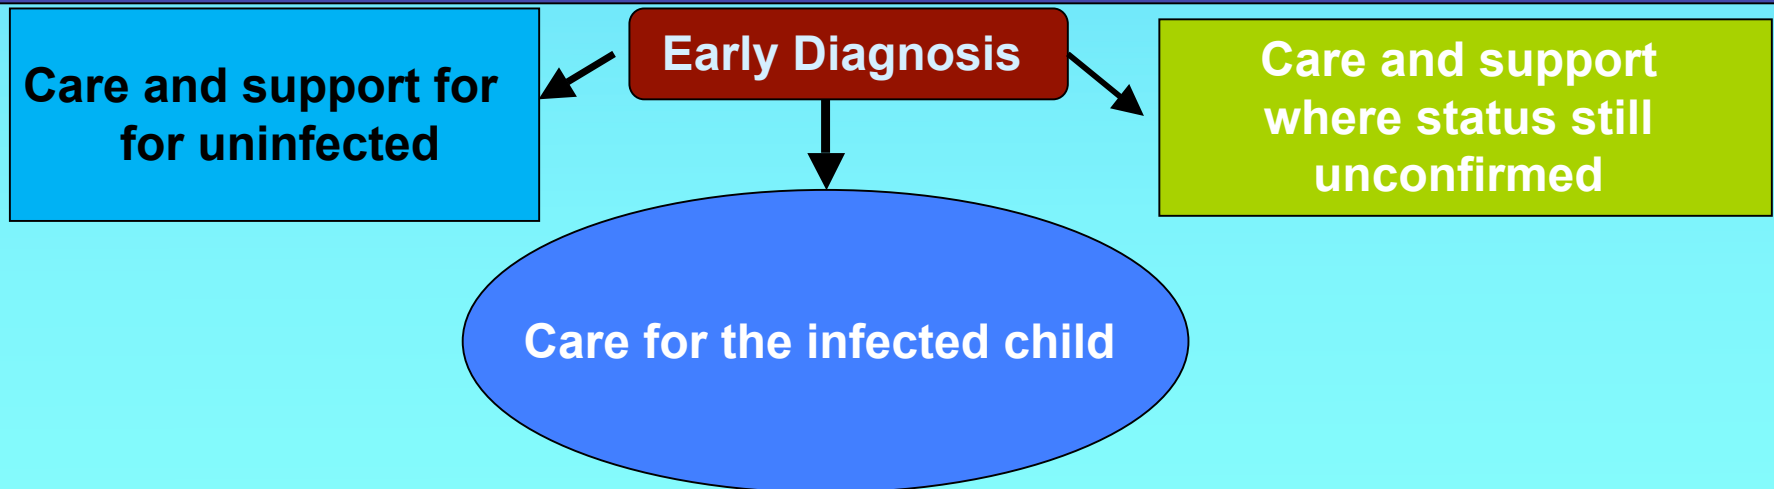 Early Diagnosis
Care and support for
for uninfected
Care and support
where status still
unconfirmed
Care for the infected child